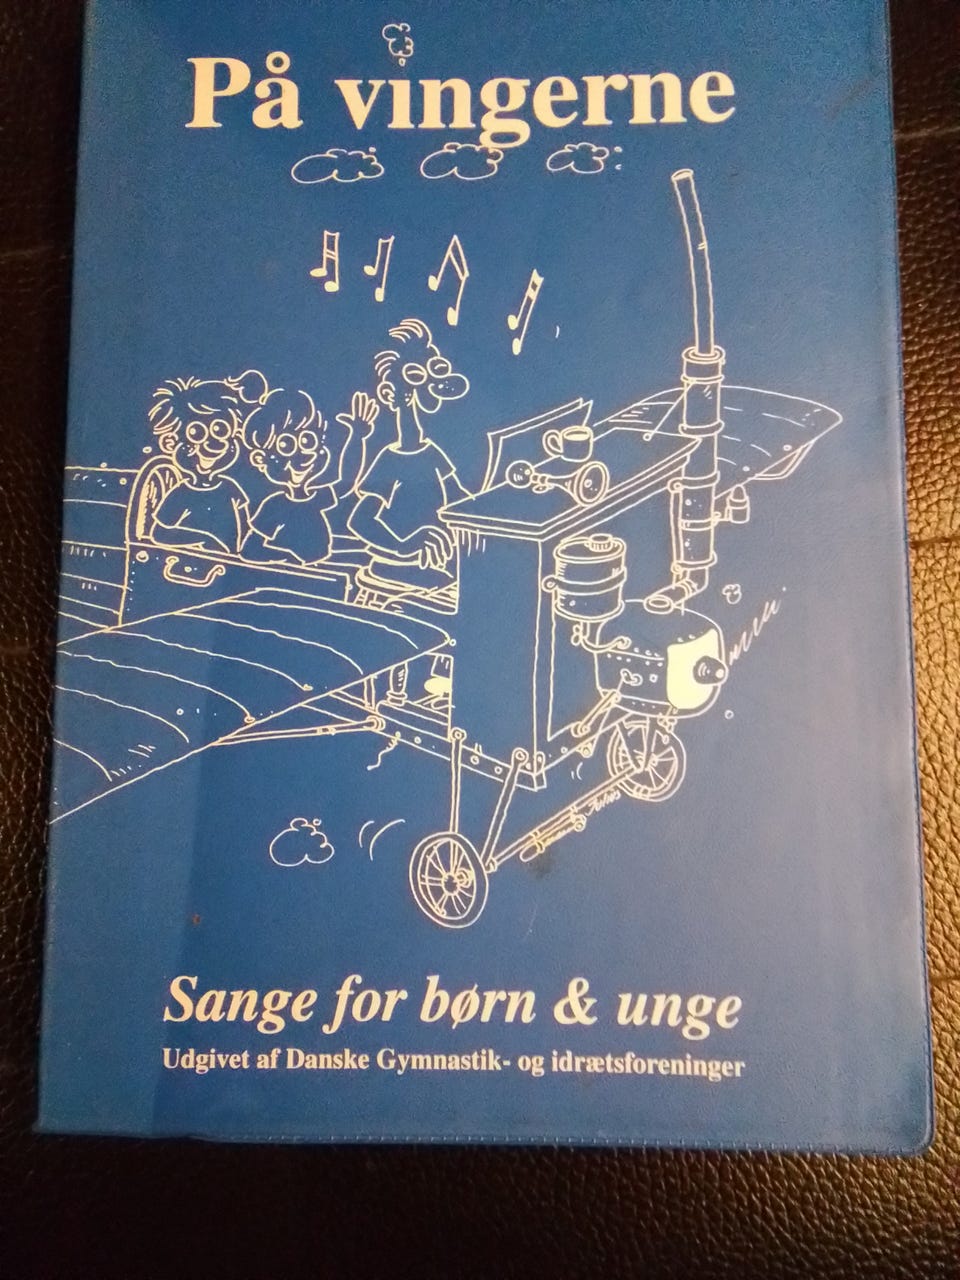 På vingerne
Sange for børn & unge
Udgivet af Danske Gymnastik- og idrætsforeninger